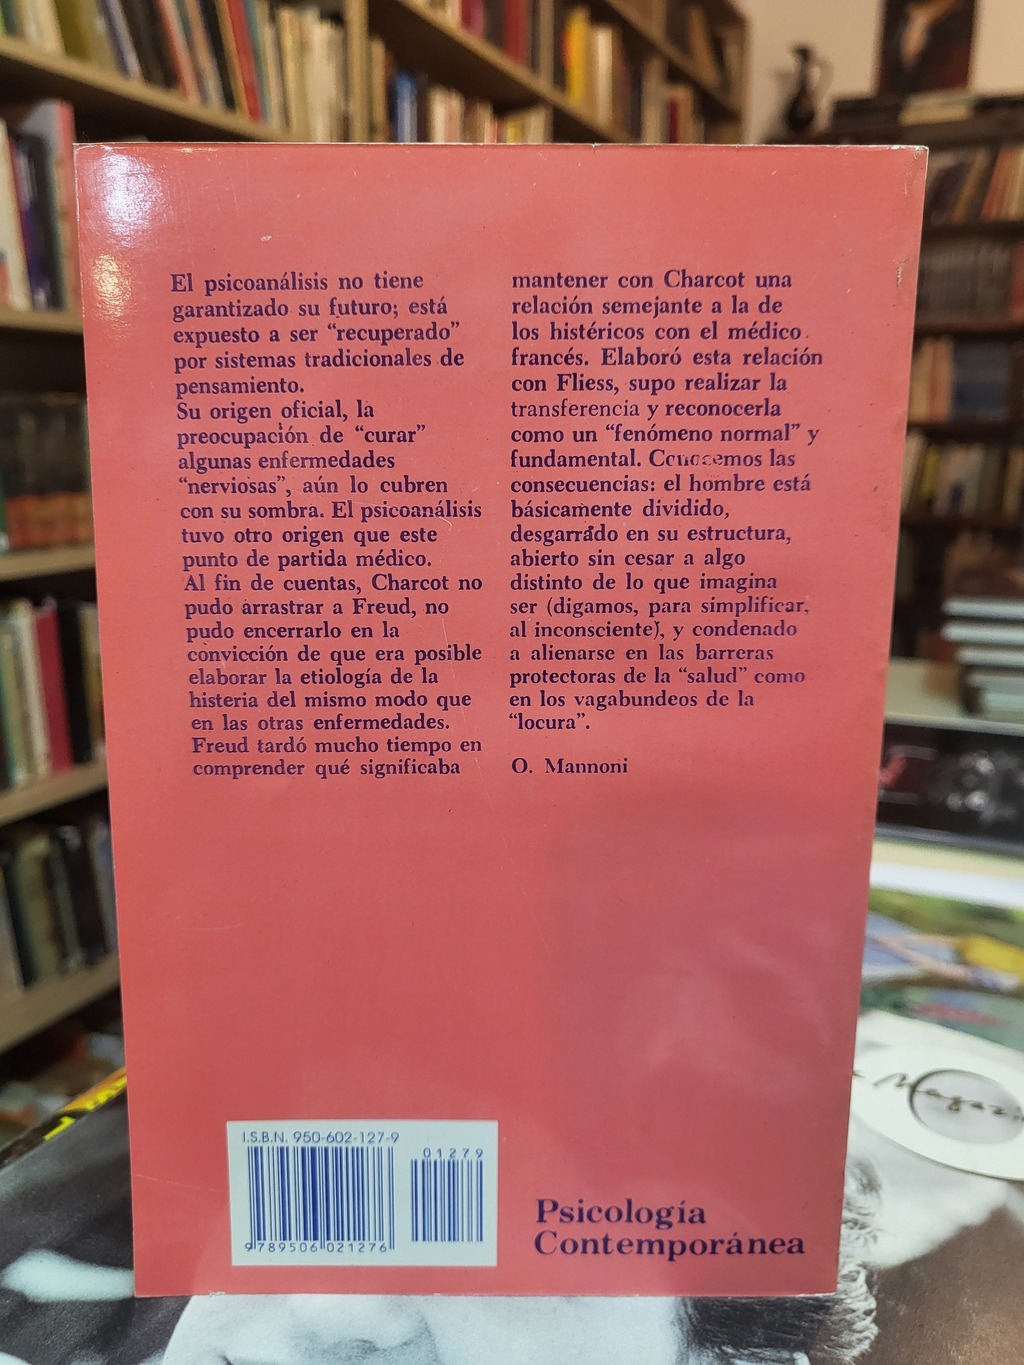 El psicoanálisis no tiene
garantizado su futuro; está
expuesto a ser “recuperado”
por sistemas tradicionales de
pensamiento.
Su origen oficial, la
preocupación de “curar”
algunas enfermedades
“nerviosas”, aún lo cubren
con su sombra. El psicoanálisis
tuvo otro origen que este
punto de partida médico.
Al fin de cuentas, Charcot no
pudo arrastrar a Freud, no
pudo encerrarlo en la
convicción de que era posible
elaborar la etiología de la
histeria del mismo modo que
en las otras enfermedades.
Freud tardó mucho tiempo en
comprender qué significaba
mantener con Charcot una
relación semejante a la de
los histéricos con el médico
francés. Elaboró esta relación
con Fliess, supo realizar la
transferencia y reconocerla
como un “fenómeno normal” y
fundamental. Conocemos las
consecuencias: el hombre está
básicamente dividido,
desgarrado en su estructura,
abierto sin cesar a algo
distinto de lo que imagina
ser (digamos, para simplificar,
al inconsciente), y condenado
a alienarse en las barreras
protectoras de la “salud” como
en los vagabundeos de la
“locura”.
O. Mannoni
I.S.B.N. 950-602-127-9
01279
9789506021276
Psicología
Contemporánea